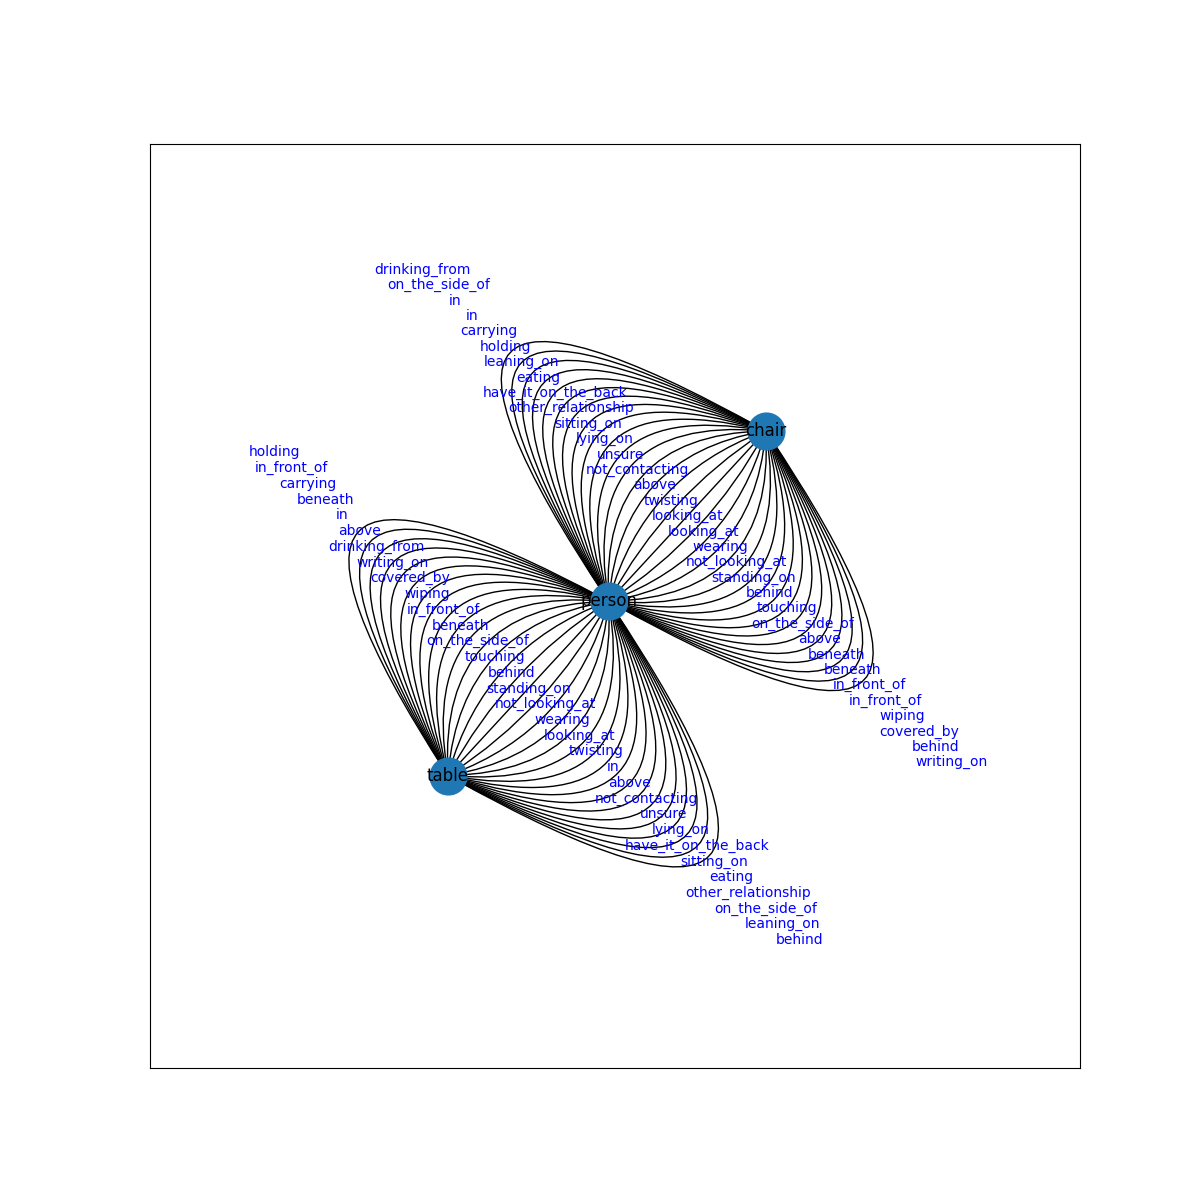 drinking_from
on_the_side_of
in
in
carrying
holding
leaning_on
eating
have_it_on_the_back
other_relationship
sitting_on
lying_on
unsure
not_contacting
above
twisting
looking_at
looking_at
wearing
not_looking_at
standing_on
behind
touching
on_the_side_of
above
beneath
beneath
in_front_of
in_front_of
wiping
covered_by
behind
writing_on
chair
person
table
holding
in_front_of
carrying
beneath
in
above
drinking_from
writing_on
covered_by
wiping
in_front_of
beneath
on_the_side_of
touching
behind
standing_on
not_looking_at
wearing
looking_at
twisting
in
above
not_contacting
unsure
lying_on
have_it_on_the_back
sitting_on
eating
other_relationship
on_the_side_of
leaning_on
behind